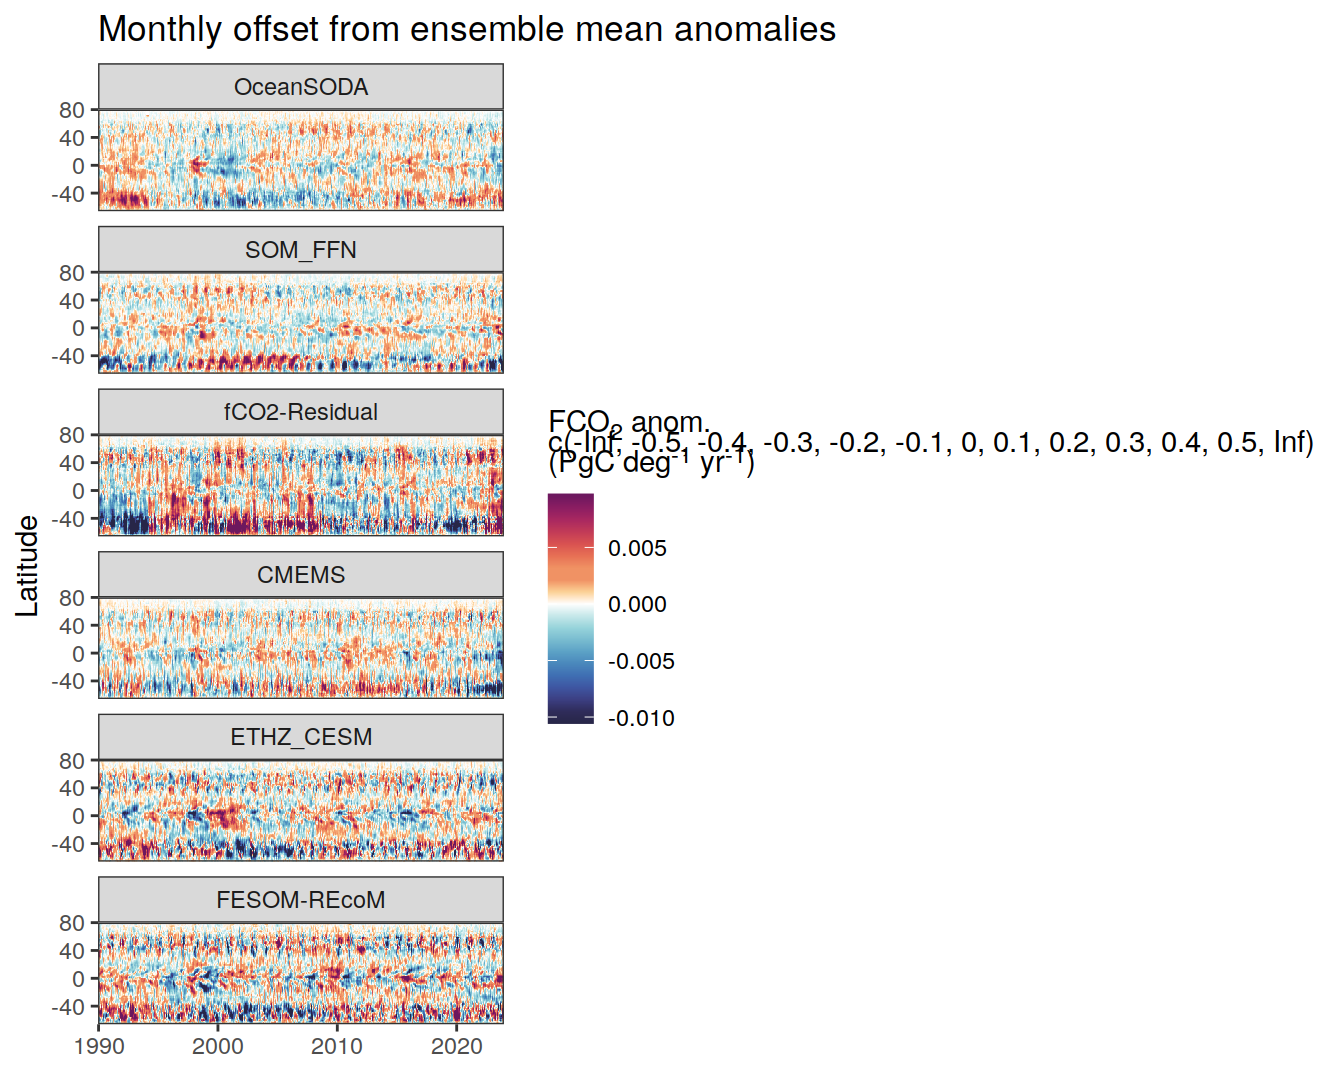 Monthly offset from ensemble mean anomalies
OceanSODA
80
40
0
-40
SOM_FFN
80
40
0
-40
fCO2-Residual
80
40
0
-40
CMEMS
80
40
0
-40
ETHZ_CESM
80
40
0
-40
FESOM-REcoM
80
40
0
-40
1990 2000 2010 2020
Latitude
FCO₂ anom.
c(-Inf, -0.5, -0.4, -0.3, -0.2, -0.1, 0, 0.1, 0.2, 0.3, 0.4, 0.5, Inf)
(PgC deg⁻¹ yr⁻¹)
0.005
0.000
-0.005
-0.010